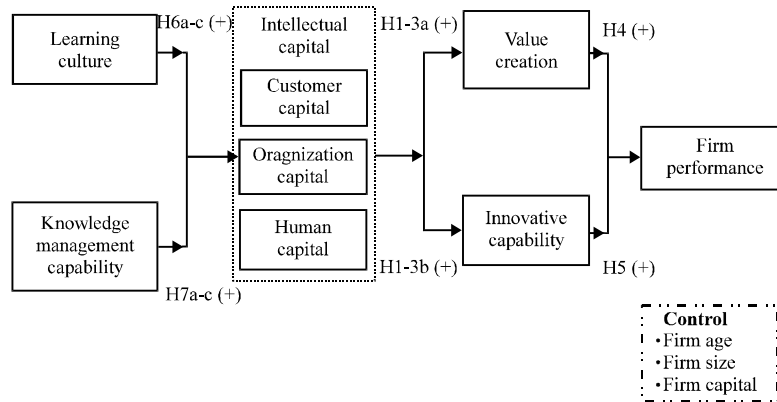 Learning
culture
H6a-c (+)
Knowledge
management
capability
H7a-c (+)
Intellectual
capital
Customer
capital
Oragnization
capital
Human
capital
H1-3a (+)
H1-3b (+)
Value
creation
Innovative
capability
H4 (+)
H5 (+)
Firm
performance
Control
•Firm age
•Firm size
•Firm capital